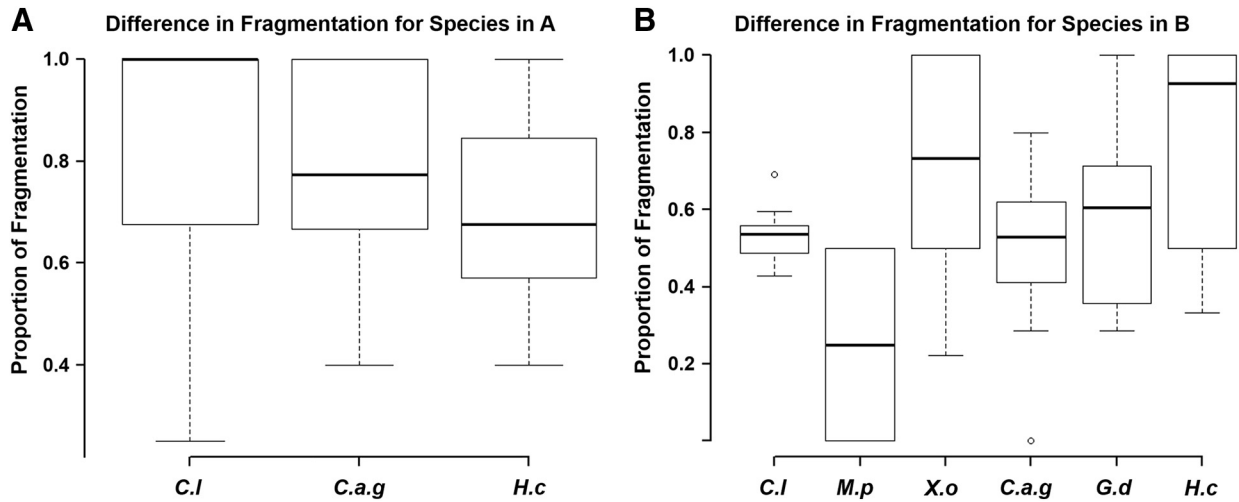 A
Difference in Fragmentation for Species in A
Proportion of Fragmentation
1.0
0.8
0.6
0.4
C.l
C.a.g
H.c
B
Difference in Fragmentation for Species in B
Proportion of Fragmentation
1.0
0.8
0.6
0.4
0.2
C.l
M.p
X.o
C.a.g
G.d
H.c